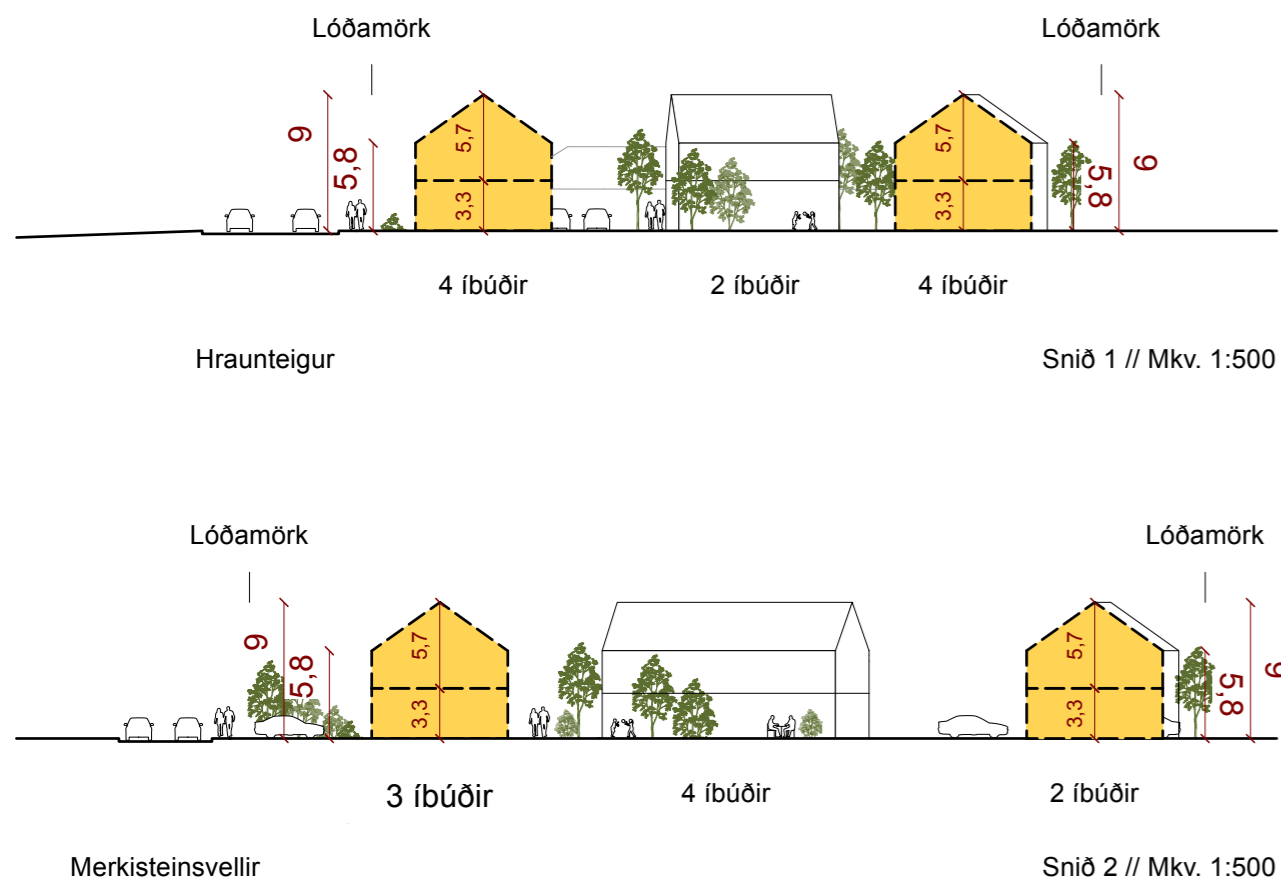 Lóðamörk Lóðamörk
9 5,8 5,7 3,3 5,7 3,3 5,8 9
4 íbúðir 2 íbúðir 4 íbúðir
Hraunteigur Snið 1 // Mkv. 1:500
Lóðamörk Lóðamörk
9 5,8 5,7 3,3 5,7 3,3 5,8 9
3 íbúðir 4 íbúðir 2 íbúðir
Merkisteinsvellir Snið 2 // Mkv. 1:500